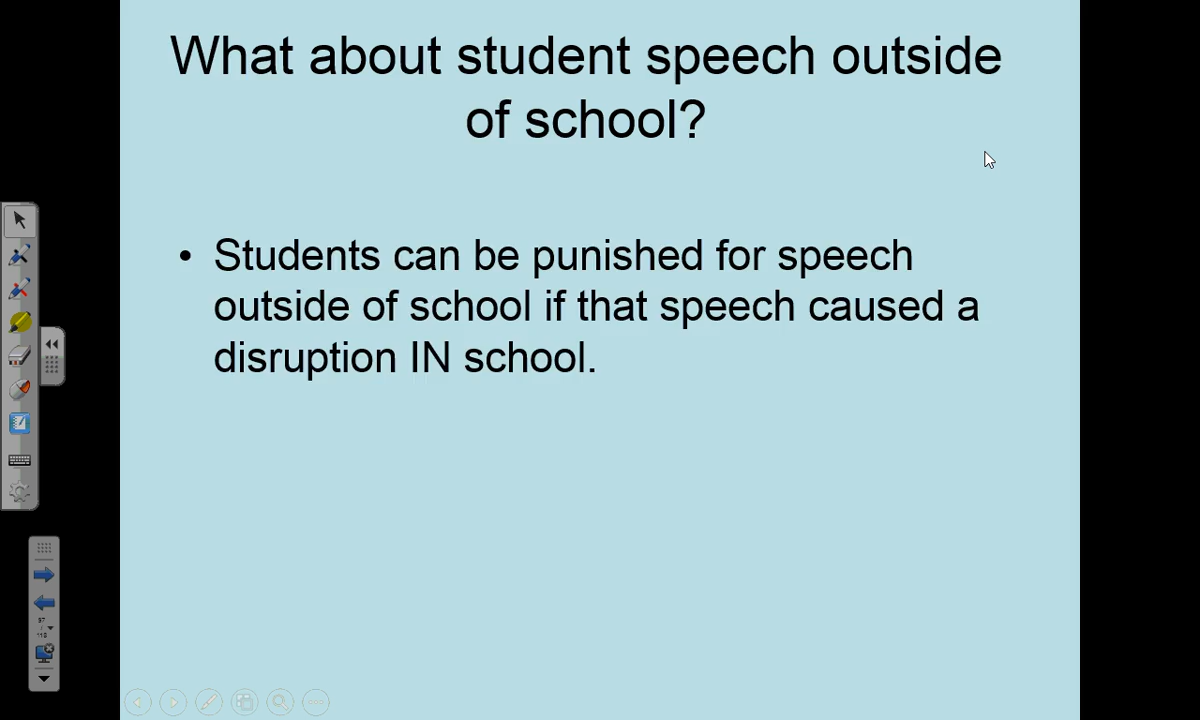 What about student speech outside
of school?
• Students can be punished for speech
outside of school if that speech caused a
disruption IN school.